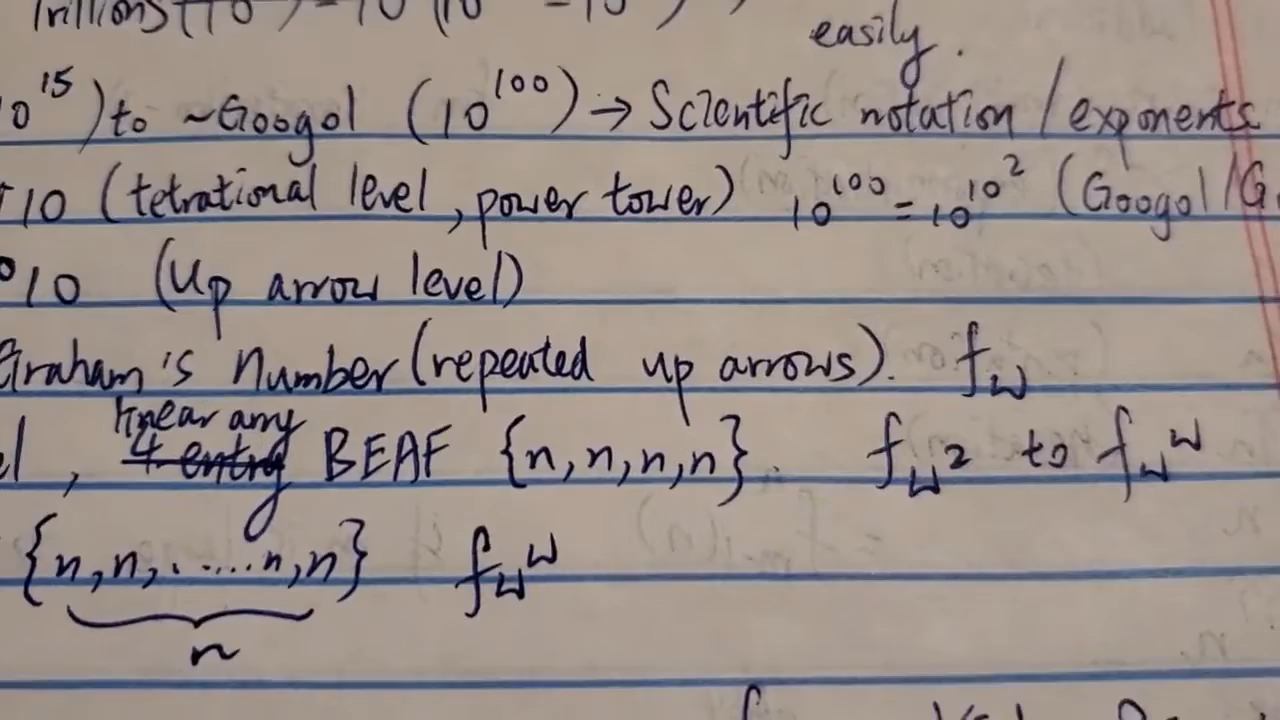 Trillions (10
easily.
0^15) to ~Googol (10^100) → Scientific notation / exponents
10 (tetrational level, power tower) 10^100 = 10^10^2 (Googol/G
10 (Up arrow level)
Graham's Number (repeated up arrows). f_ω
linear array
l, 4 entry BEAF {n,n,n,n}. f_ω^2 to f_ω^ω
{n,n,.....n,n} f_ω^ω
n